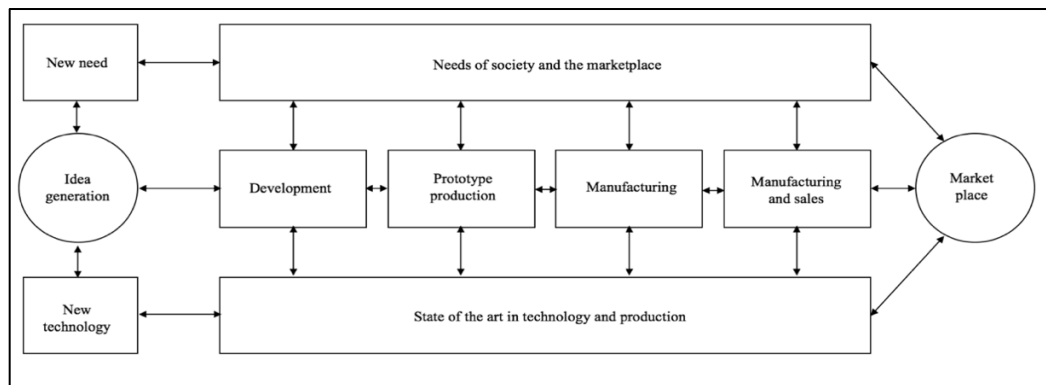 New need
Needs of society and the marketplace
Idea
generation
Development
Prototype
production
Manufacturing
Manufacturing
and sales
Market
place
New
technology
State of the art in technology and production